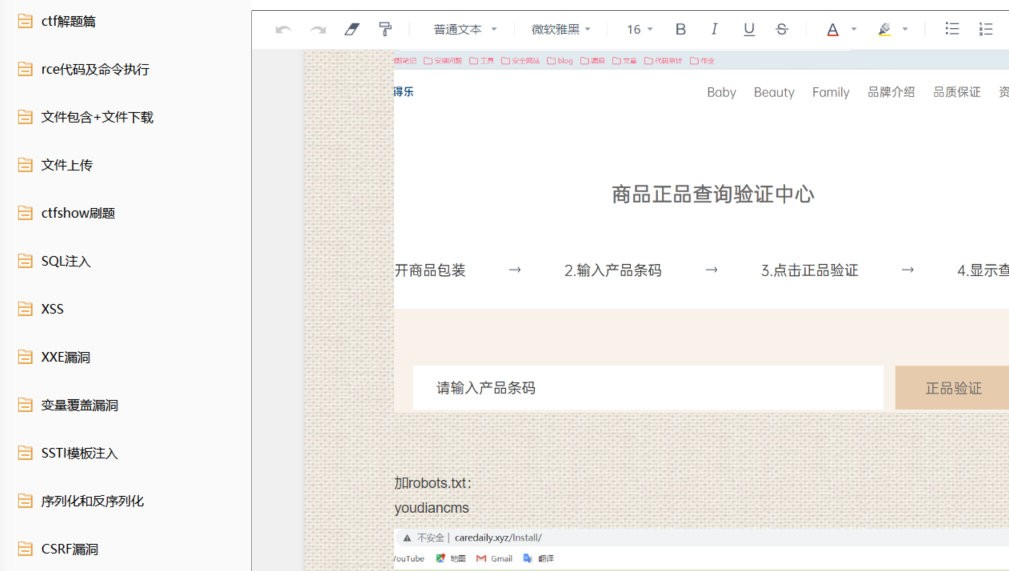 ctf解题篇
rce代码及命令执行
文件包含+文件下载
文件上传
ctfshow刷题
SQL注入
XSS
XXE漏洞
变量覆盖漏洞
SSTI模板注入
序列化和反序列化
CSRF漏洞
普通文本 微软雅黑 16 B I U S A
安装问题 工具 安全网站 blog 漏洞 文章 代码审计 作业
得乐 Baby Beauty Family 品牌介绍 品质保证 资
商品正品查询验证中心
开商品包装 → 2.输入产品条码 → 3.点击正品验证 → 4.显示查
请输入产品条码 正品验证
加robots.txt：
youdiancms
不安全 | caredaily.xyz/Install/
YouTube 地图 Gmail 翻译